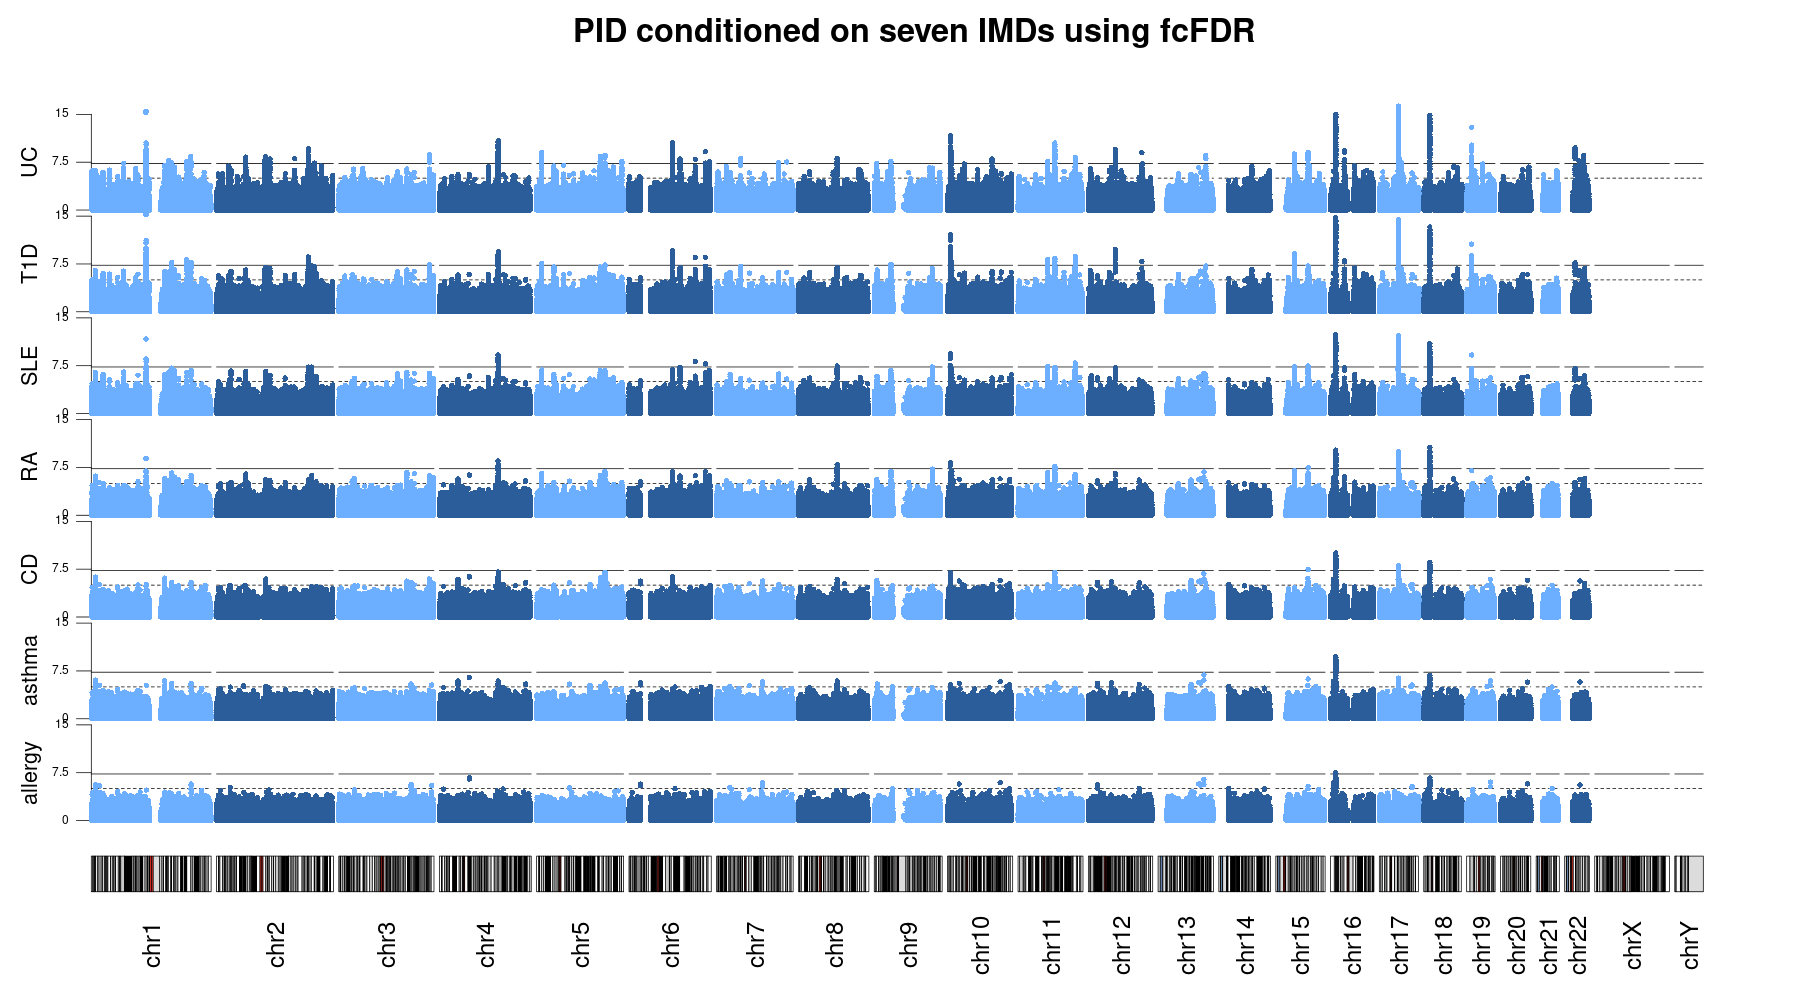 PID conditioned on seven IMDs using fcFDR
15
UC
7.5
0
15
T1D
7.5
0
15
SLE
7.5
0
15
RA
7.5
0
15
CD
7.5
0
15
asthma
7.5
0
15
allergy
7.5
0
chr1 chr2 chr3 chr4 chr5 chr6 chr7 chr8 chr9 chr10 chr11 chr12 chr13 chr14 chr15 chr16 chr17 chr18 chr19 chr20 chr21 chr22 chrX chrY